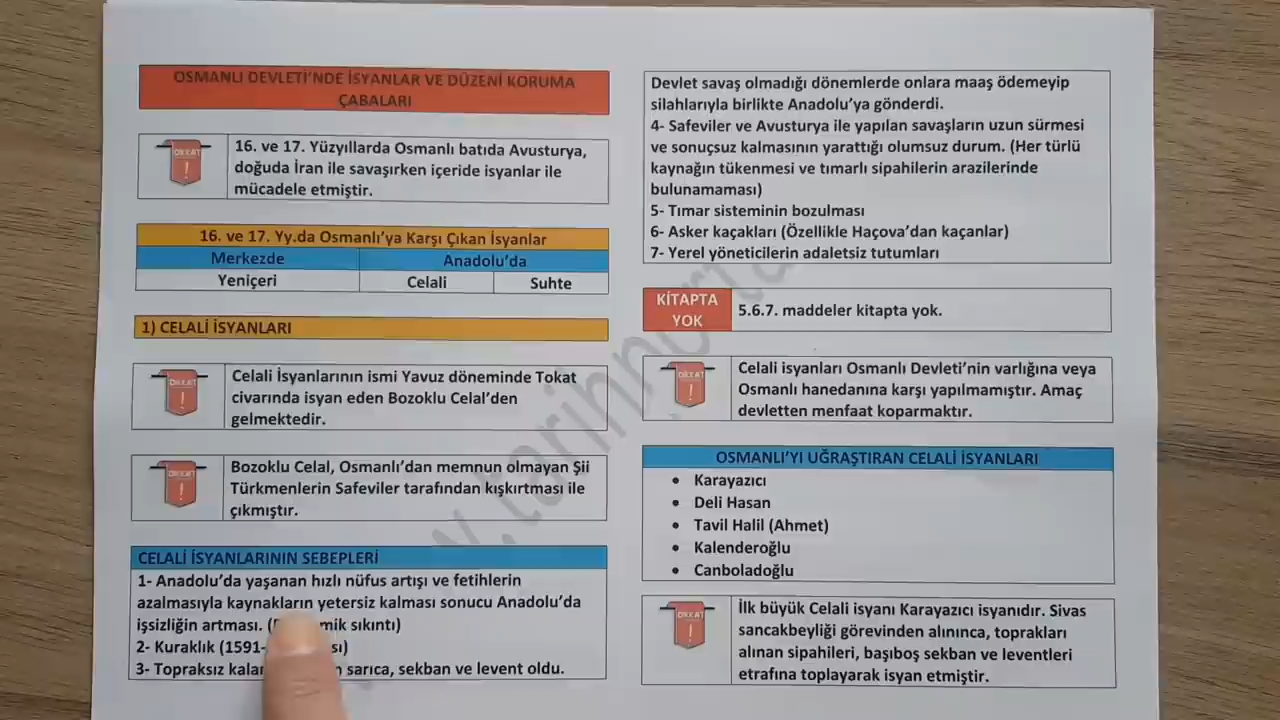 OSMANLI DEVLETİ'NDE İSYANLAR VE DÜZENİ KORUMA
ÇABALARI
DİKKAT
!
16. ve 17. Yüzyıllarda Osmanlı batıda Avusturya,
doğuda İran ile savaşırken içeride isyanlar ile
mücadele etmiştir.
16. ve 17. Yy.da Osmanlı'ya Karşı Çıkan İsyanlar
Merkezde Anadolu'da
Yeniçeri Celali Suhte
1) CELALİ İSYANLARI
DİKKAT
!
Celali İsyanlarının ismi Yavuz döneminde Tokat
civarında isyan eden Bozoklu Celal'den
gelmektedir.
DİKKAT
!
Bozoklu Celal, Osmanlı'dan memnun olmayan Şii
Türkmenlerin Safeviler tarafından kışkırtması ile
çıkmıştır.
CELALİ İSYANLARININ SEBEPLERİ
1- Anadolu'da yaşanan hızlı nüfus artışı ve fetihlerin
azalmasıyla kaynakların yetersiz kalması sonucu Anadolu'da
işsizliğin artması. sıkıntı)
2- Kuraklık (1591-
3- Topraksız sarıca, sekban ve levent oldu.
Devlet savaş olmadığı dönemlerde onlara maaş ödemeyip
silahlarıyla birlikte Anadolu'ya gönderdi.
4- Safeviler ve Avusturya ile yapılan savaşların uzun sürmesi
ve sonuçsuz kalmasının yarattığı olumsuz durum. (Her türlü
kaynağın tükenmesi ve tımarlı sipahilerin arazilerinde
bulunamaması)
5- Tımar sisteminin bozulması
6- Asker kaçakları (Özellikle Haçova'dan kaçanlar)
7- Yerel yöneticilerin adaletsiz tutumları
KİTAPTA
YOK
5.6.7. maddeler kitapta yok.
DİKKAT
!
Celali isyanları Osmanlı Devleti'nin varlığına veya
Osmanlı hanedanına karşı yapılmamıştır. Amaç
devletten menfaat koparmaktır.
OSMANLI'YI UĞRAŞTIRAN CELALİ İSYANLARI
• Karayazıcı
• Deli Hasan
• Tavil Halil (Ahmet)
• Kalenderoğlu
• Canboladoğlu
DİKKAT
!
İlk büyük Celali isyanı Karayazıcı isyanıdır. Sivas
sancakbeyliği görevinden alınınca, toprakları
alınan sipahileri, başıboş sekban ve leventleri
etrafına toplayarak isyan etmiştir.